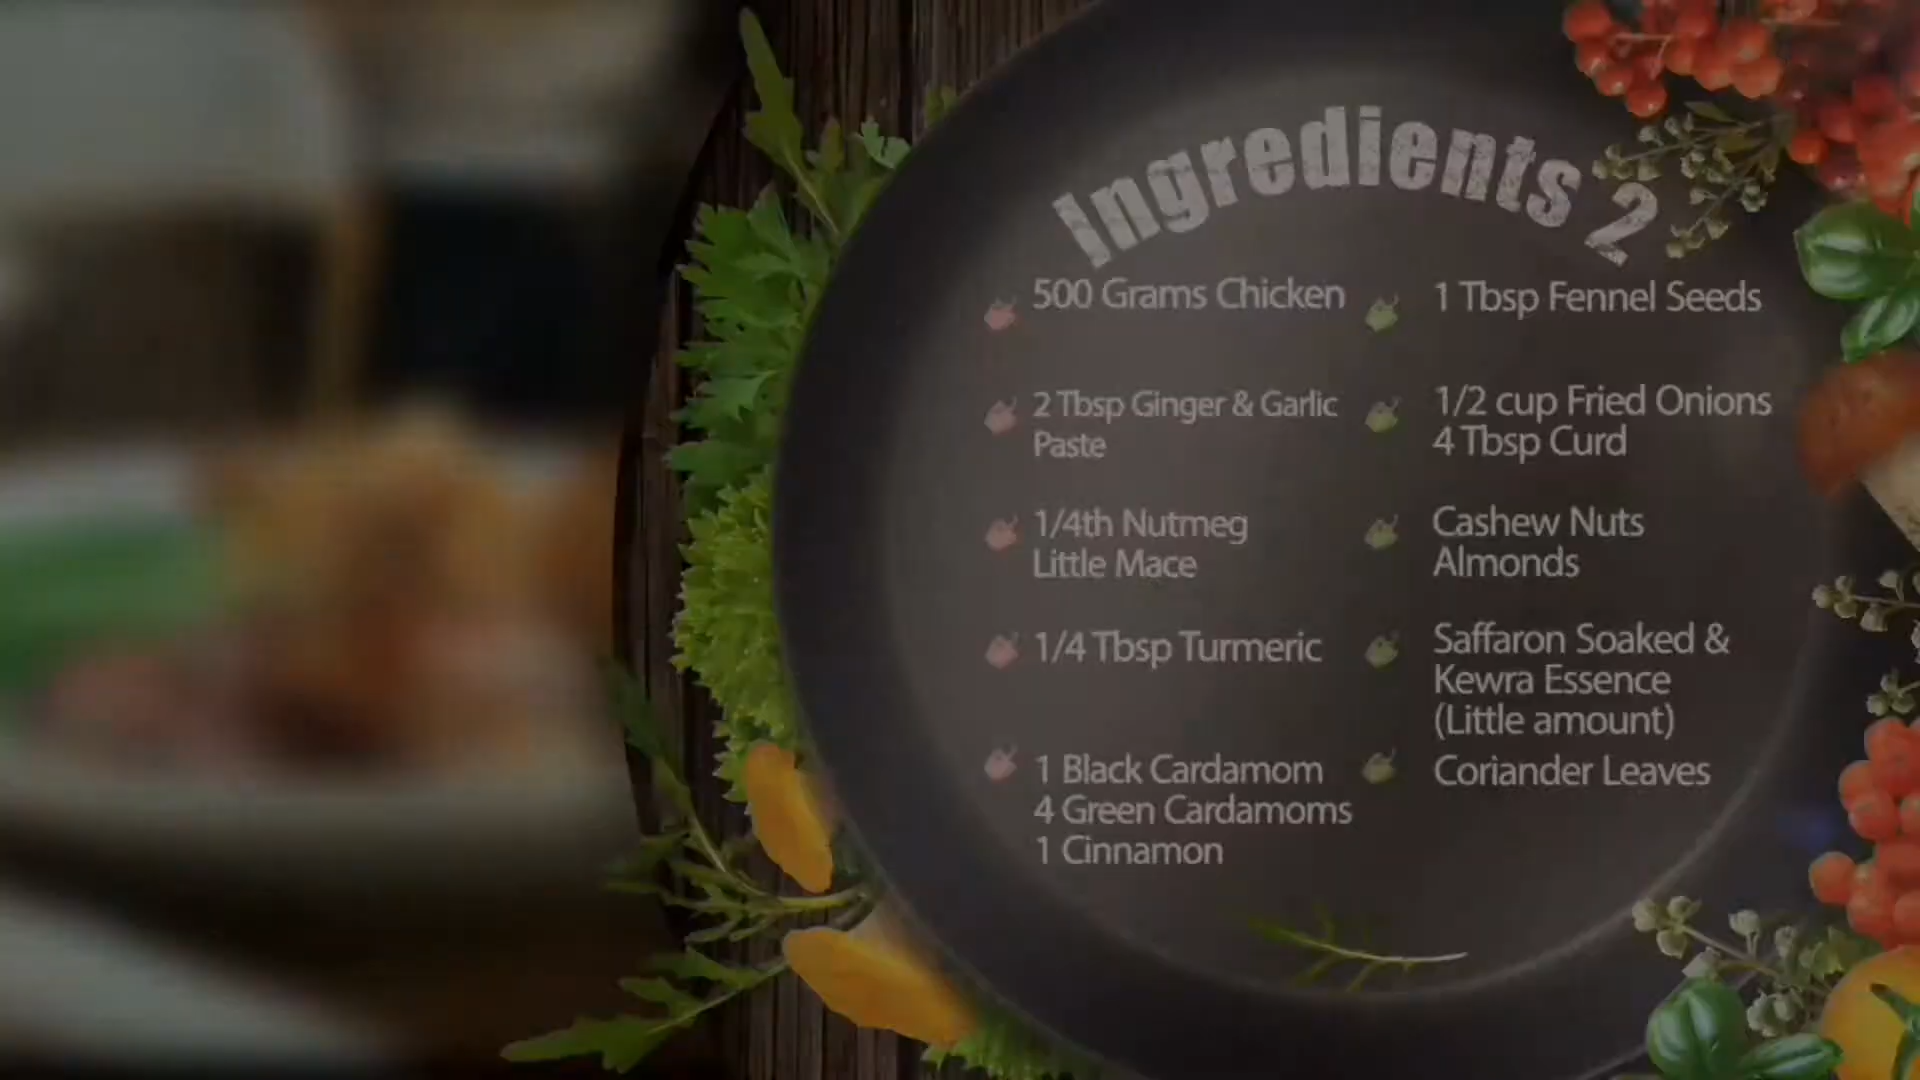 Ingredients 2
500 Grams Chicken
2 Tbsp Ginger & Garlic
Paste
1/4th Nutmeg
Little Mace
1/4 Tbsp Turmeric
1 Black Cardamom
4 Green Cardamoms
1 Cinnamon
1 Tbsp Fennel Seeds
1/2 cup Fried Onions
4 Tbsp Curd
Cashew Nuts
Almonds
Saffaron Soaked &
Kewra Essence
(Little amount)
Coriander Leaves